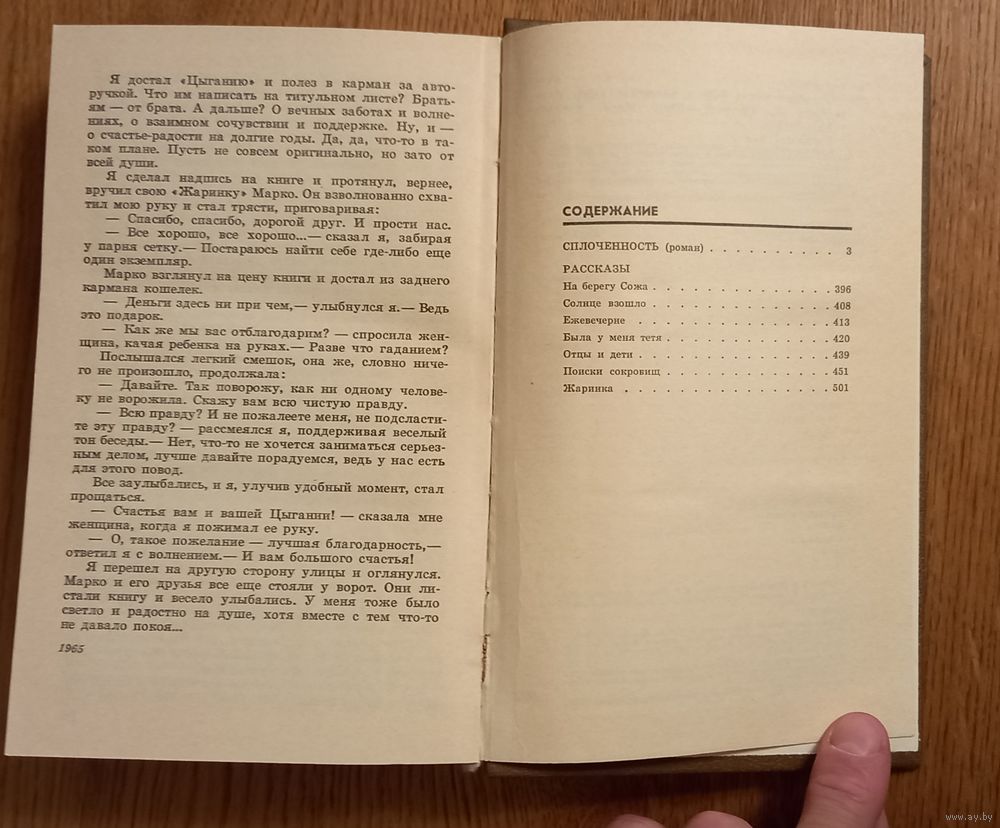 Я достал «Цыганию» и полез в карман за авто-
ручкой. Что им написать на титульном листе? Брать-
ям — от брата. А дальше? О вечных заботах и волне-
ниях, о взаимном сочувствии и поддержке. Ну, и —
о счастье-радости на долгие годы. Да, да, что-то в та-
ком плане. Пусть не совсем оригинально, но зато от
всей души.
Я сделал надпись на книге и протянул, вернее,
вручил свою «Жаринку» Марко. Он взволнованно схва-
тил мою руку и стал трясти, приговаривая:
— Спасибо, спасибо, дорогой друг. И прости нас.
— Все хорошо, все хорошо...— сказал я, забирая
у парня сетку.— Постараюсь найти себе где-либо еще
один экземпляр.
Марко взглянул на цену книги и достал из заднего
кармана кошелек.
— Деньги здесь ни при чем,— улыбнулся я.— Ведь
это подарок.
— Как же мы вас отблагодарим? — спросила жен-
щина, качая ребенка на руках.— Разве что гаданием?
Послышался легкий смешок, она же, словно ниче-
го не произошло, продолжала:
— Давайте. Так поворожу, как ни одному челове-
ку не ворожила. Скажу вам всю чистую правду.
— Всю правду? И не пожалеете меня, не подсласти-
те эту правду? — рассмеялся я, поддерживая веселый
тон беседы.— Нет, что-то не хочется заниматься серьез-
ным делом, лучше давайте порадуемся, ведь у нас есть
для этого повод.
Все заулыбались, и я, улучив удобный момент, стал
прощаться.
— Счастья вам и вашей Цыгании! — сказала мне
женщина, когда я пожимал ее руку.
— О, такое пожелание — лучшая благодарность,—
ответил я с волнением.— И вам большого счастья!
Я перешел на другую сторону улицы и оглянулся.
Марко и его друзья все еще стояли у ворот. Они ли-
стали книгу и весело улыбались. У меня тоже было
светло и радостно на душе, хотя вместе с тем что-то
не давало покоя...
1965
СОДЕРЖАНИЕ
СПЛОЧЕННОСТЬ (роман) . . . . . . . . . . 3
РАССКАЗЫ
На берегу Сожа . . . . . . . . . . . . . . 396
Солнце взошло . . . . . . . . . . . . . . 408
Ежевечерне . . . . . . . . . . . . . . . 413
Была у меня тетя . . . . . . . . . . . . . 420
Отцы и дети . . . . . . . . . . . . . . . 439
Поиски сокровищ . . . . . . . . . . . . . 451
Жаринка . . . . . . . . . . . . . . . . 501
www.ay.by